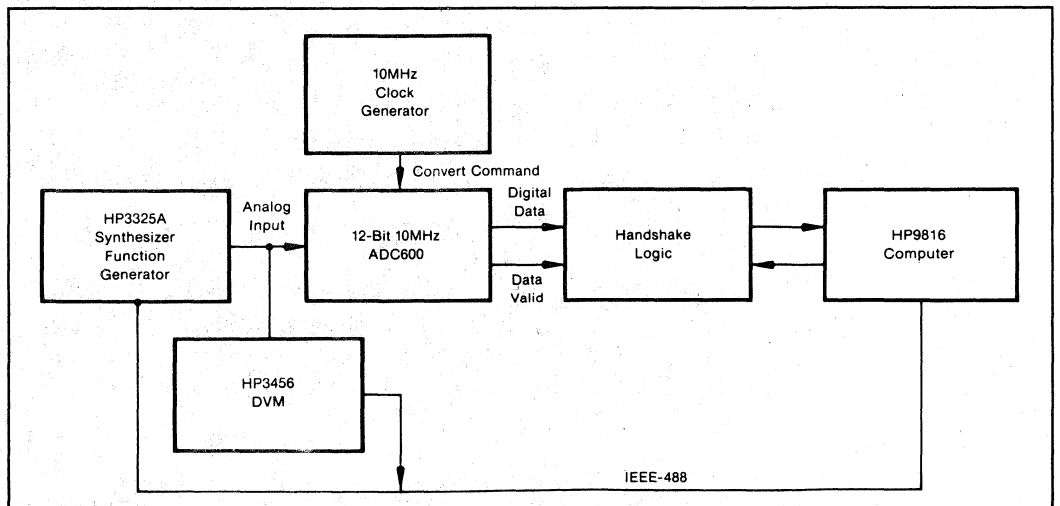 10MHz
Clock
Generator
Convert Command
HP3325A
Synthesizer
Function
Generator
Analog
Input
12-Bit 10MHz
ADC600
Digital
Data
Data
Valid
Handshake
Logic
HP9816
Computer
HP3456
DVM
IEEE-488